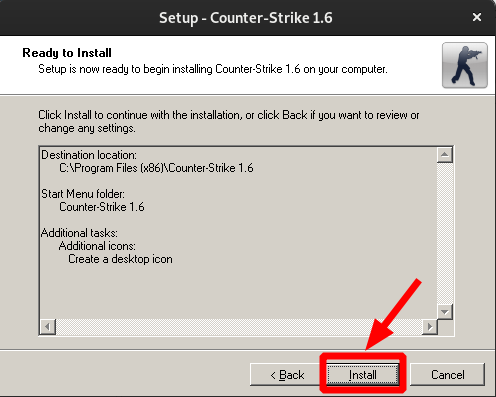 Setup - Counter-Strike 1.6
Ready to Install
Setup is now ready to begin installing Counter-Strike 1.6 on your computer.
Click Install to continue with the installation, or click Back if you want to review or
change any settings.
Destination location:
C:\Program Files (x86)\Counter-Strike 1.6
Start Menu folder:
Counter-Strike 1.6
Additional tasks:
Additional icons:
Create a desktop icon
< Back
Install
Cancel